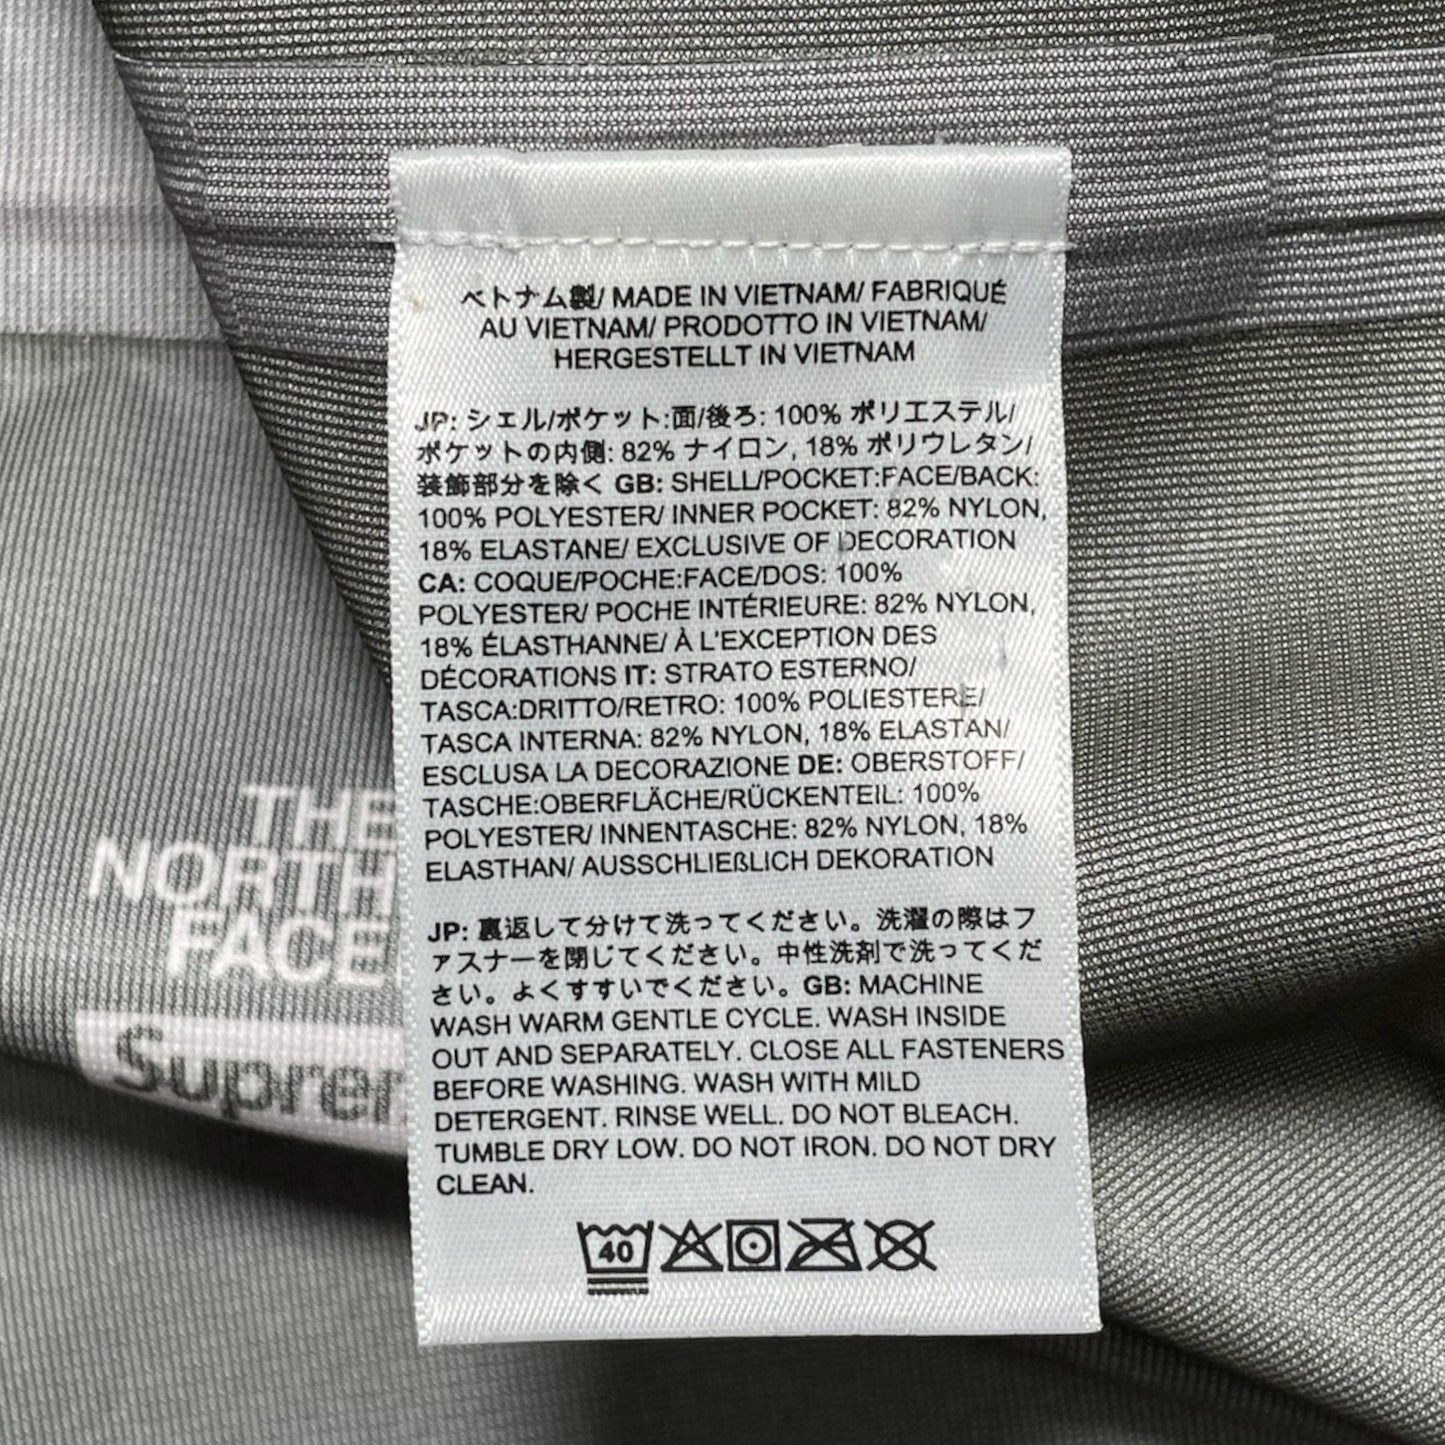 ベトナム製/ MADE IN VIETNAM/ FABRIQUÉ
AU VIETNAM/ PRODOTTO IN VIETNAM/
HERGESTELLT IN VIETNAM
JP: シェル/ポケット:面/後ろ: 100% ポリエステル/
ポケットの内側: 82% ナイロン, 18% ポリウレタン/
装飾部分を除く GB: SHELL/POCKET:FACE/BACK:
100% POLYESTER/ INNER POCKET: 82% NYLON,
18% ELASTANE/ EXCLUSIVE OF DECORATION
CA: COQUE/POCHE:FACE/DOS: 100%
POLYESTER/ POCHE INTÉRIEURE: 82% NYLON,
18% ÉLASTHANNE/ À L'EXCEPTION DES
DÉCORATIONS IT: STRATO ESTERNO/
TASCA:DRITTO/RETRO: 100% POLIESTERE/
TASCA INTERNA: 82% NYLON, 18% ELASTAN/
ESCLUSA LA DECORAZIONE DE: OBERSTOFF/
TASCHE:OBERFLÄCHE/RÜCKENTEIL: 100%
POLYESTER/ INNENTASCHE: 82% NYLON, 18%
ELASTHAN/ AUSSCHLIEßLICH DEKORATION
JP: 裏返して分けて洗ってください。洗濯の際はフ
ァスナーを閉じてください。中性洗剤で洗ってくだ
さい。よくすすいでください。GB: MACHINE
WASH WARM GENTLE CYCLE. WASH INSIDE
OUT AND SEPARATELY. CLOSE ALL FASTENERS
BEFORE WASHING. WASH WITH MILD
DETERGENT. RINSE WELL. DO NOT BLEACH.
TUMBLE DRY LOW. DO NOT IRON. DO NOT DRY
CLEAN.
40
THE
NORTH
FACE
Suprem